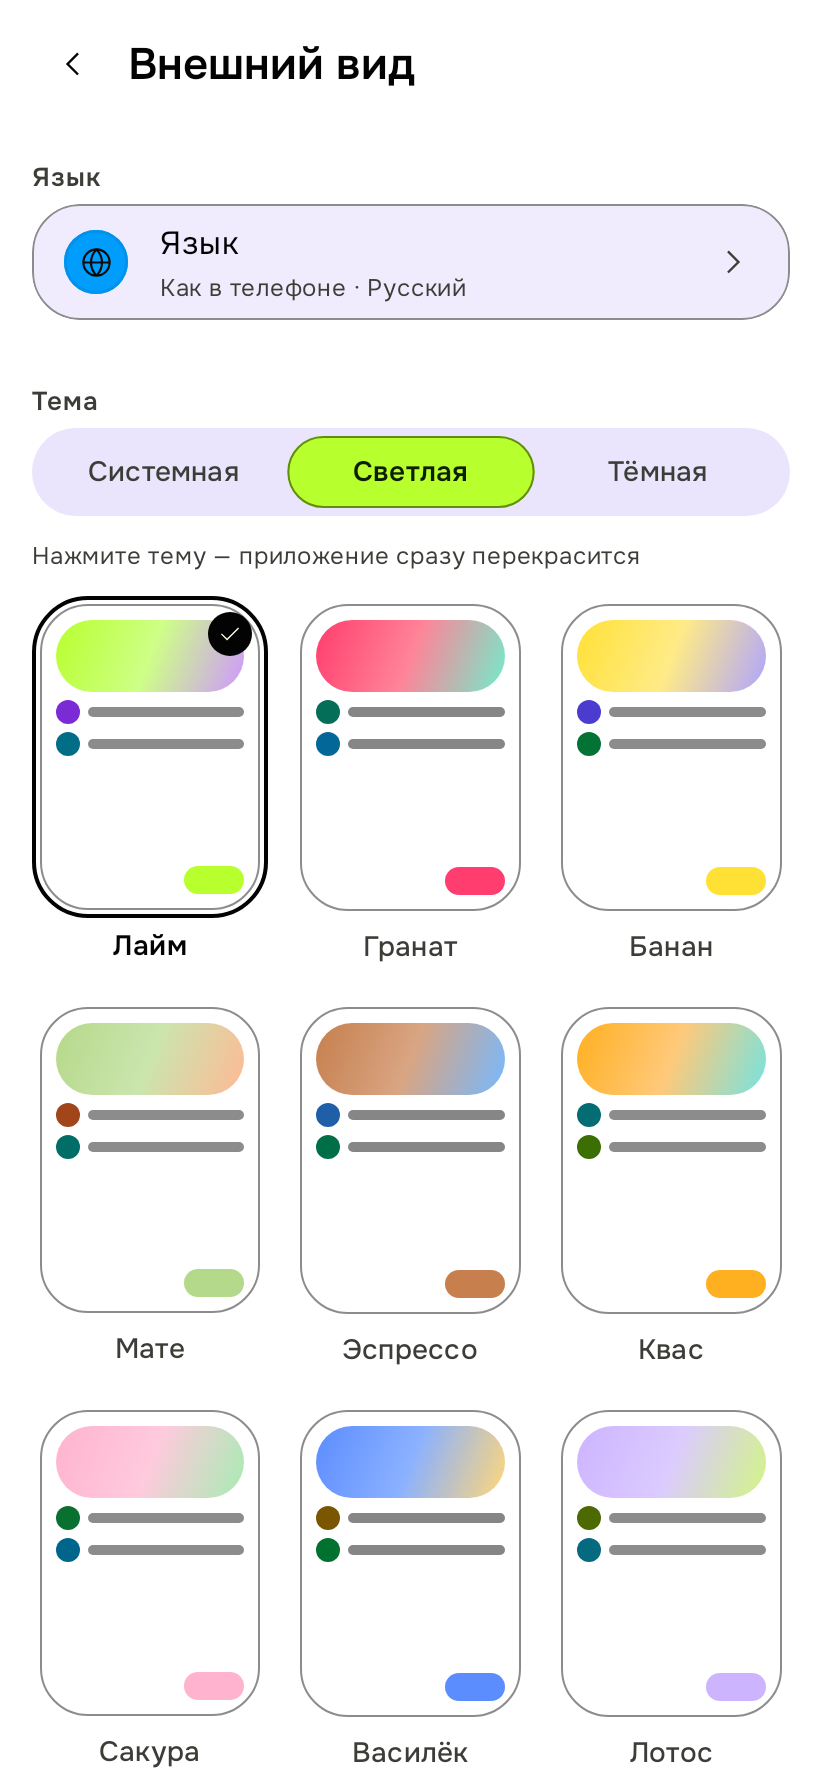 Внешний вид
Язык
Язык
Как в телефоне · Русский
Тема
Системная Светлая Тёмная
Нажмите тему — приложение сразу перекрасится
Лайм Гранат Банан
Мате Эспрессо Квас
Сакура Василёк Лотос